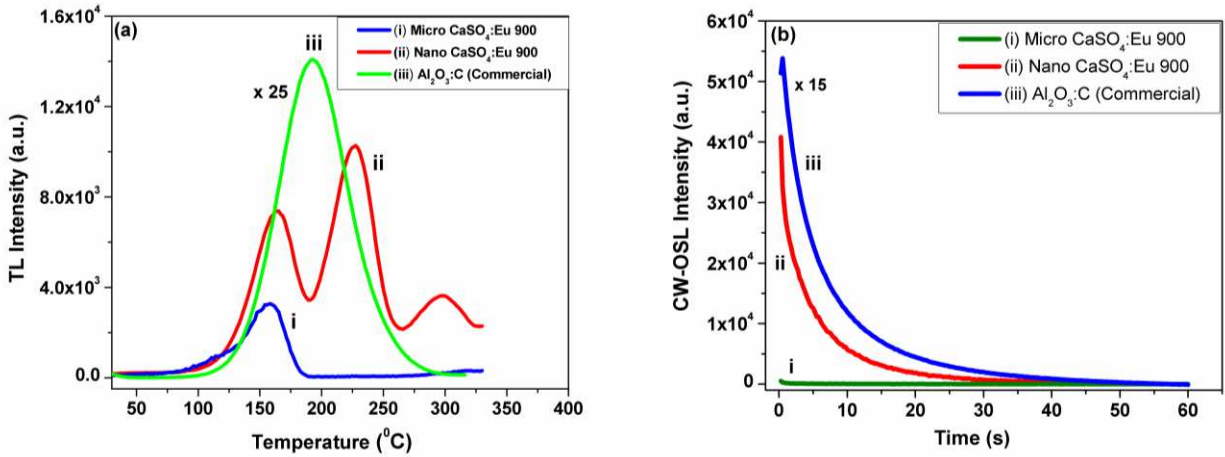 (a)
(i) Micro CaSO₄:Eu 900
(ii) Nano CaSO₄:Eu 900
(iii) Al₂O₃:C (Commercial)
iii
x 25
ii
i
1.6x10⁴
1.2x10⁴
8.0x10³
4.0x10³
0.0
TL Intensity (a.u.)
50 100 150 200 250 300 350 400
Temperature (⁰C)
(b)
(i) Micro CaSO₄:Eu 900
(ii) Nano CaSO₄:Eu 900
(iii) Al₂O₃:C (Commercial)
x 15
iii
ii
i
6x10⁴
5x10⁴
4x10⁴
3x10⁴
2x10⁴
1x10⁴
0
CW-OSL Intensity (a.u.)
0 10 20 30 40 50 60
Time (s)